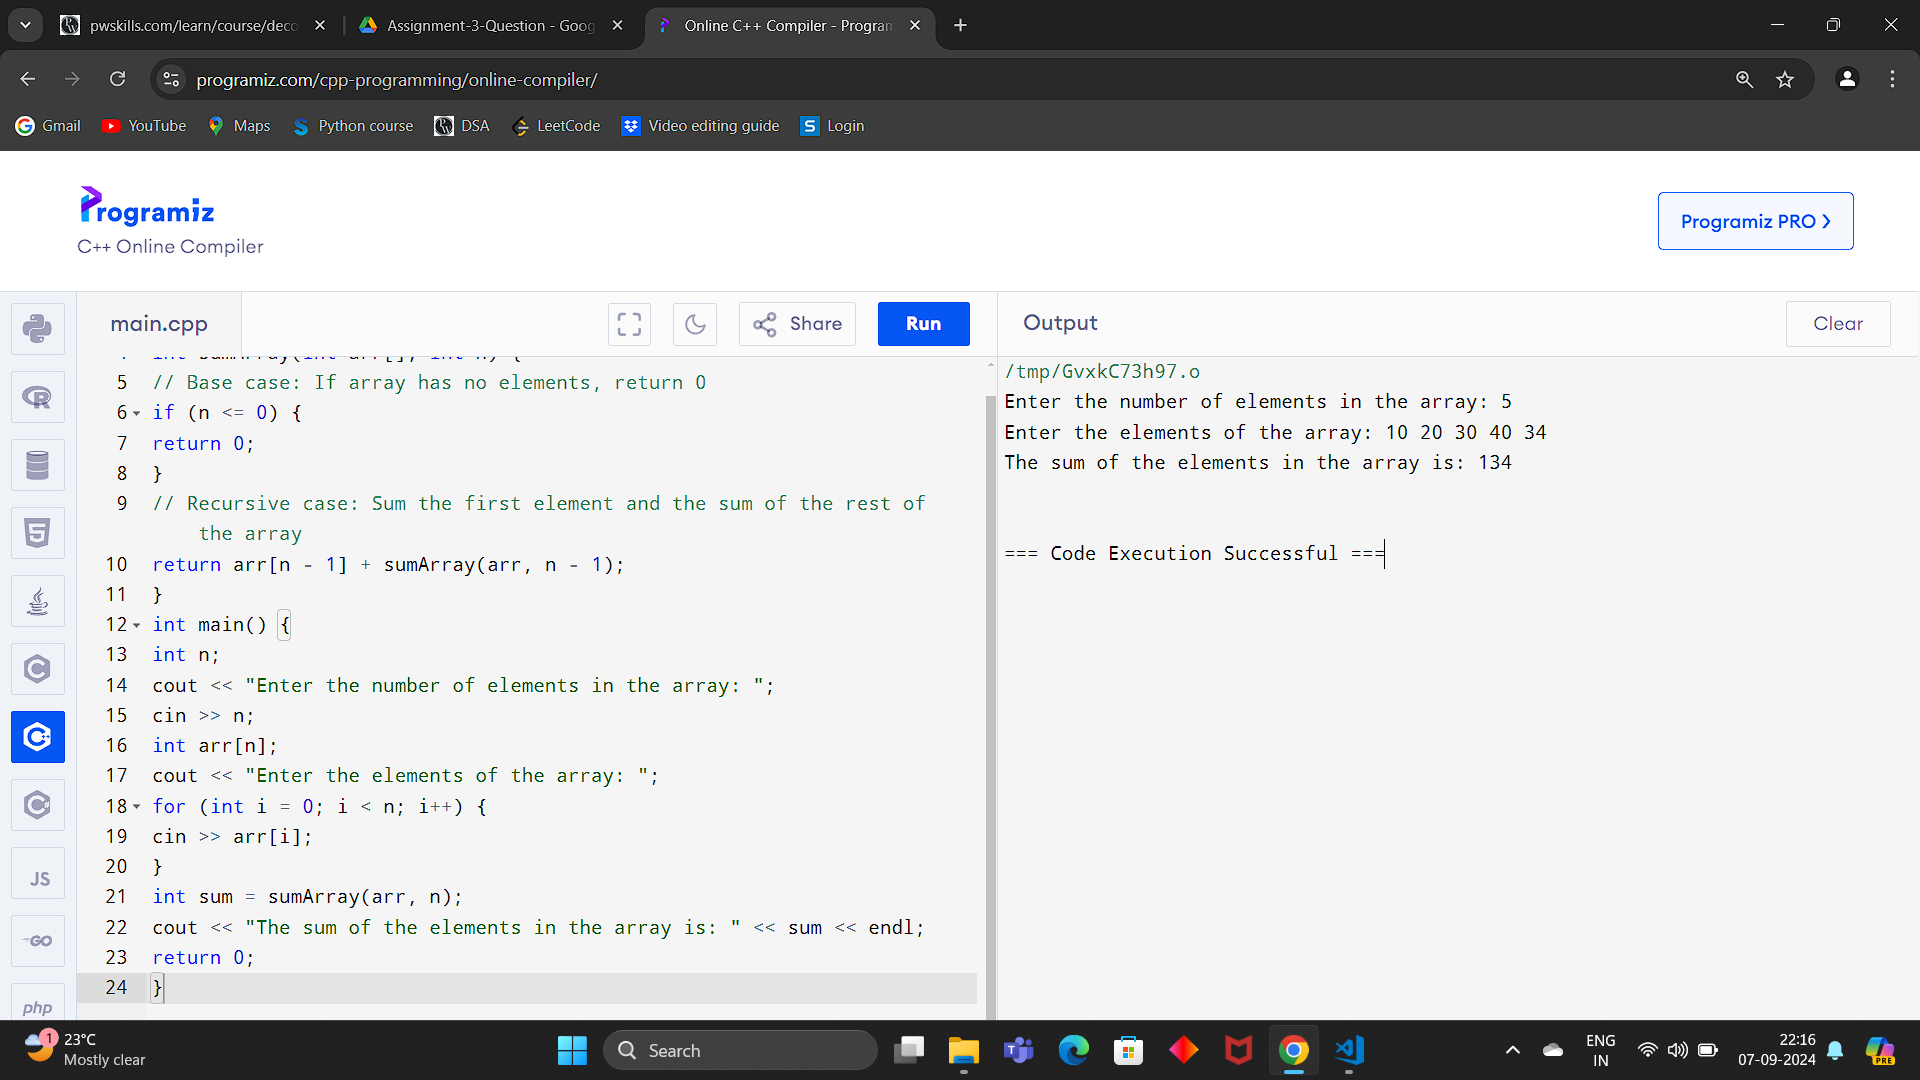 pwskills.com/learn/course/deco
Assignment-3-Question - Goog
Online C++ Compiler - Program
programiz.com/cpp-programming/online-compiler/
Gmail
YouTube
Maps
Python course
DSA
LeetCode
Video editing guide
Login
Programiz
C++ Online Compiler
Programiz PRO >
main.cpp
Share
Run
Output
Clear
4 int sumArray(int arr[], int n) {
5 // Base case: If array has no elements, return 0
6 if (n <= 0) {
7 return 0;
8 }
9 // Recursive case: Sum the first element and the sum of the rest of
the array
10 return arr[n - 1] + sumArray(arr, n - 1);
11 }
12 int main() {
13 int n;
14 cout << "Enter the number of elements in the array: ";
15 cin >> n;
16 int arr[n];
17 cout << "Enter the elements of the array: ";
18 for (int i = 0; i < n; i++) {
19 cin >> arr[i];
20 }
21 int sum = sumArray(arr, n);
22 cout << "The sum of the elements in the array is: " << sum << endl;
23 return 0;
24 }
/tmp/GvxkC73h97.o
Enter the number of elements in the array: 5
Enter the elements of the array: 10 20 30 40 34
The sum of the elements in the array is: 134
=== Code Execution Successful ===
JS
GO
php
1
23°C
Mostly clear
Search
ENG
IN
22:16
07-09-2024
PRE